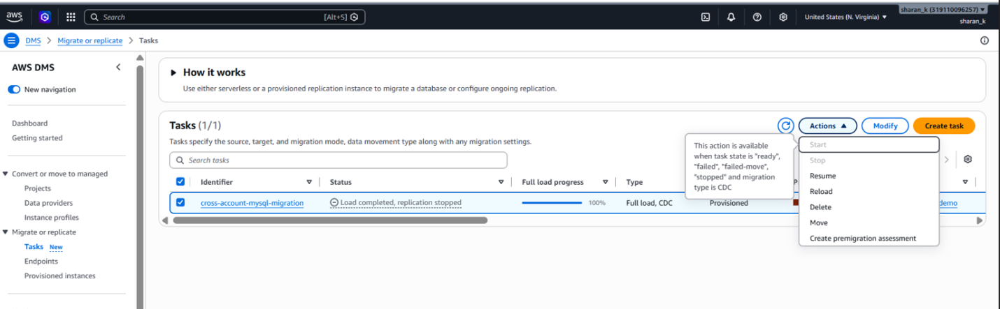 aws
Search [Alt+S]
United States (N. Virginia)
sharan_k (319110096257)
sharan_k
DMS > Migrate or replicate > Tasks
AWS DMS
New navigation
Dashboard
Getting started
Convert or move to managed
Projects
Data providers
Instance profiles
Migrate or replicate
Tasks New
Endpoints
Provisioned instances
How it works
Use either serverless or a provisioned replication instance to migrate a database or configure ongoing replication.
Tasks (1/1)
Actions
Modify
Create task
Tasks specify the source, target, and migration mode, data movement type along with any migration settings.
Search tasks
This action is available
when task state is "ready",
"failed", "failed-move",
"stopped" and migration
type is CDC
Start
Stop
Resume
Reload
Delete
Move
Create premigration assessment
Identifier Status Full load progress Type P
cross-account-mysql-migration Load completed, replication stopped 100% Full load, CDC Provisioned demo